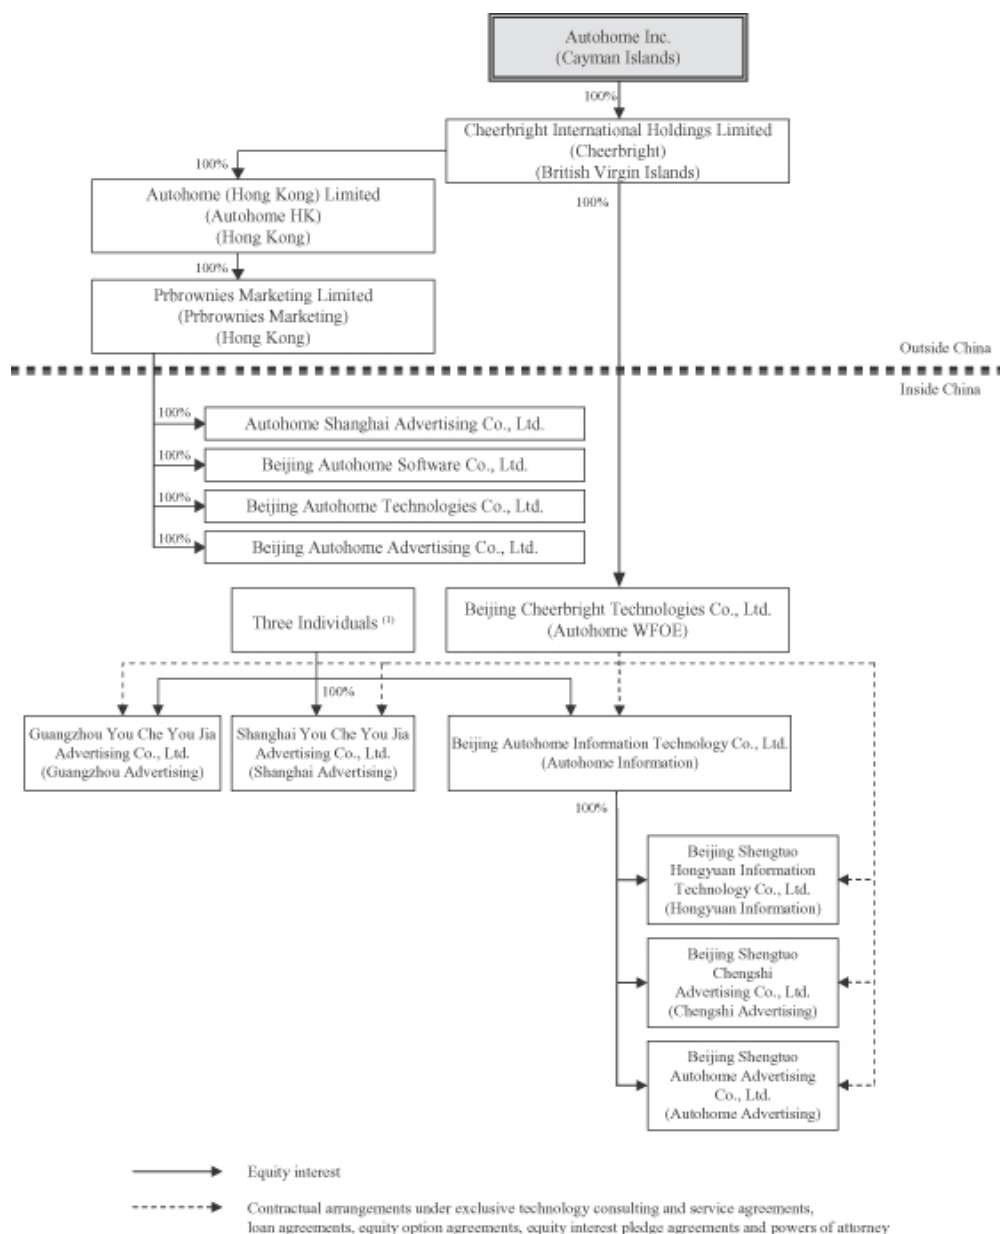 Autohome Inc.
(Cayman Islands)
100%
Cheerbright International Holdings Limited
(Cheerbright)
(British Virgin Islands)
100%
Autohome (Hong Kong) Limited
(Autohome HK)
(Hong Kong)
100%
100%
Prbrownies Marketing Limited
(Prbrownies Marketing)
(Hong Kong)
Outside China
Inside China
100%
Autohome Shanghai Advertising Co., Ltd.
100%
Beijing Autohome Software Co., Ltd.
100%
Beijing Autohome Technologies Co., Ltd.
100%
Beijing Autohome Advertising Co., Ltd.
Three Individuals (1)
Beijing Cheerbright Technologies Co., Ltd.
(Autohome WFOE)
100%
Guangzhou You Che You Jia
Advertising Co., Ltd.
(Guangzhou Advertising)
Shanghai You Che You Jia
Advertising Co., Ltd.
(Shanghai Advertising)
Beijing Autohome Information Technology Co., Ltd.
(Autohome Information)
100%
Beijing Shengtuo
Hongyuan Information
Technology Co., Ltd.
(Hongyuan Information)
Beijing Shengtuo
Chengshi
Advertising Co., Ltd.
(Chengshi Advertising)
Beijing Shengtuo
Autohome Advertising
Co., Ltd.
(Autohome Advertising)
Equity interest
Contractual arrangements under exclusive technology consulting and service agreements,
loan agreements, equity option agreements, equity interest pledge agreements and powers of attorney